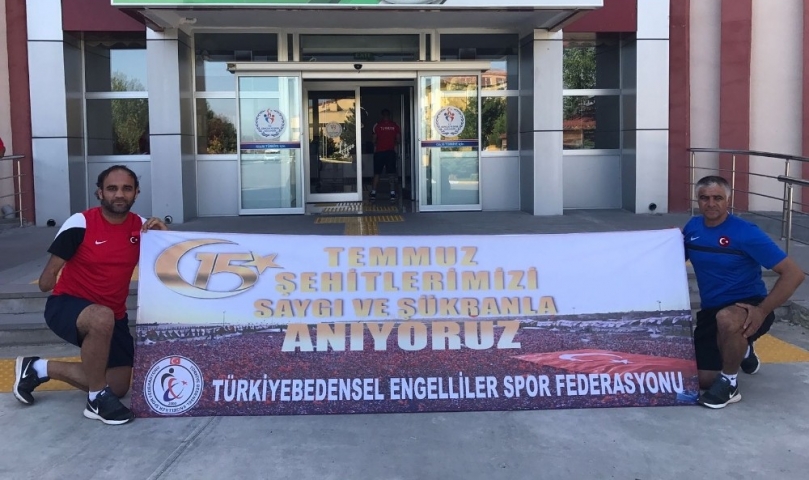 15
TEMMUZ
ŞEHİTLERİMİZİ
SAYGI VE ŞÜKRANLA
ANIYORUZ
TÜRKİYEBEDENSEL ENGELLİLER SPOR FEDERASYONU